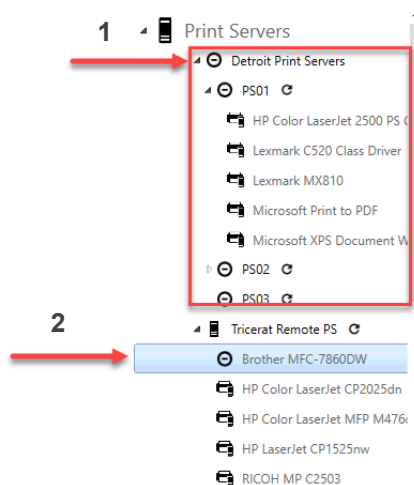 1 Print Servers
Detroit Print Servers
PS01
HP Color LaserJet 2500 PS
Lexmark C520 Class Driver
Lexmark MX810
Microsoft Print to PDF
Microsoft XPS Document
PS02
PS03
2
Tricerat Remote PS
Brother MFC-7860DW
HP Color LaserJet CP2025dn
HP Color LaserJet MFP M476
HP LaserJet CP1525nw
RICOH MP C2503